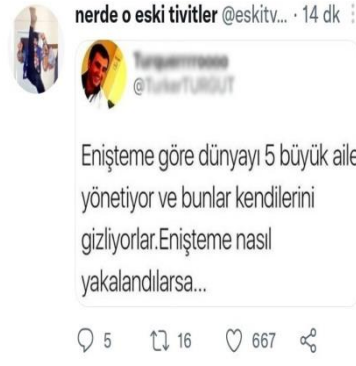 nerde o eski tivitler @eskitv... · 14 dk
Enişteme göre dünyayı 5 büyük aile
yönetiyor ve bunlar kendilerini
gizliyorlar.Enişteme nasıl
yakalandılarsa...
5 16 667